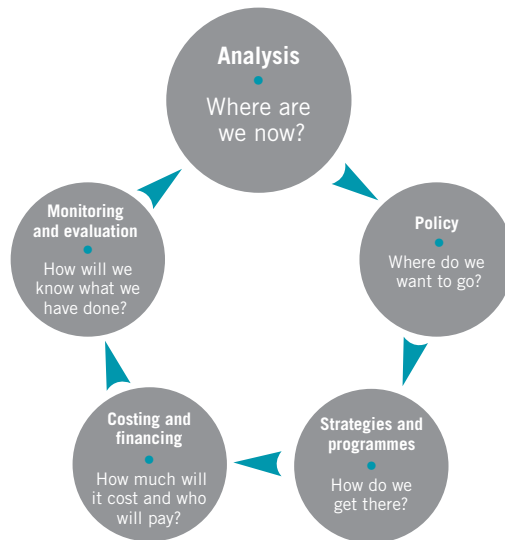 Analysis
Where are
we now?
Policy
Where do we
want to go?
Strategies and
programmes
How do we
get there?
Costing and
financing
How much will
it cost and who
will pay?
Monitoring
and evaluation
How will we
know what we
have done?